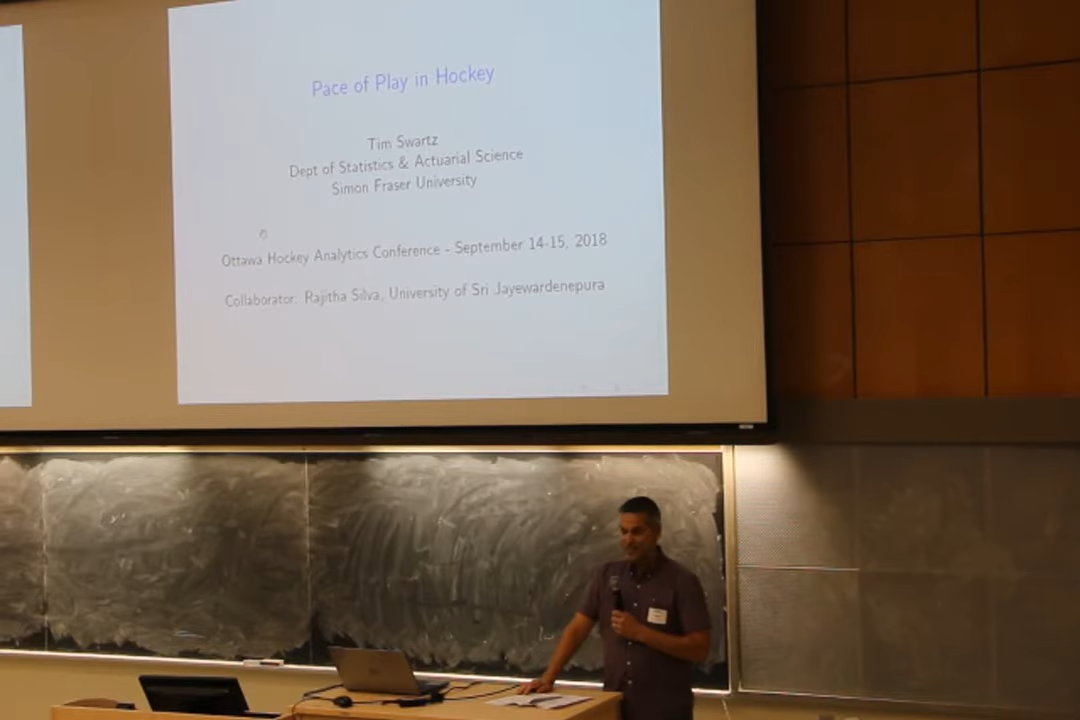 Pace of Play in Hockey
Tim Swartz
Dept of Statistics & Actuarial Science
Simon Fraser University
Ottawa Hockey Analytics Conference - September 14-15, 2018
Collaborator: Rajitha Silva, University of Sri Jayewardenepura